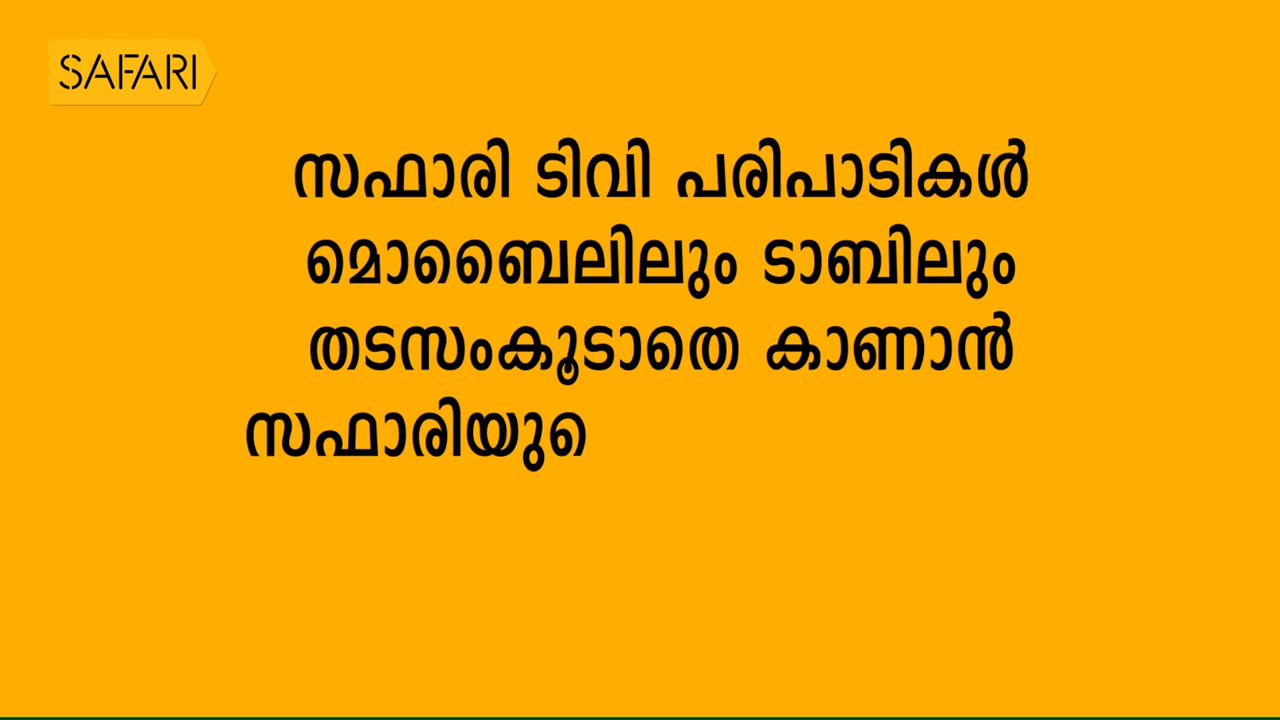 SAFARI
സഫാരി ടിവി പരിപാടികൾ
മൊബൈലിലും ടാബിലും
തടസംകൂടാതെ കാണാൻ
സഫാരിയുെ